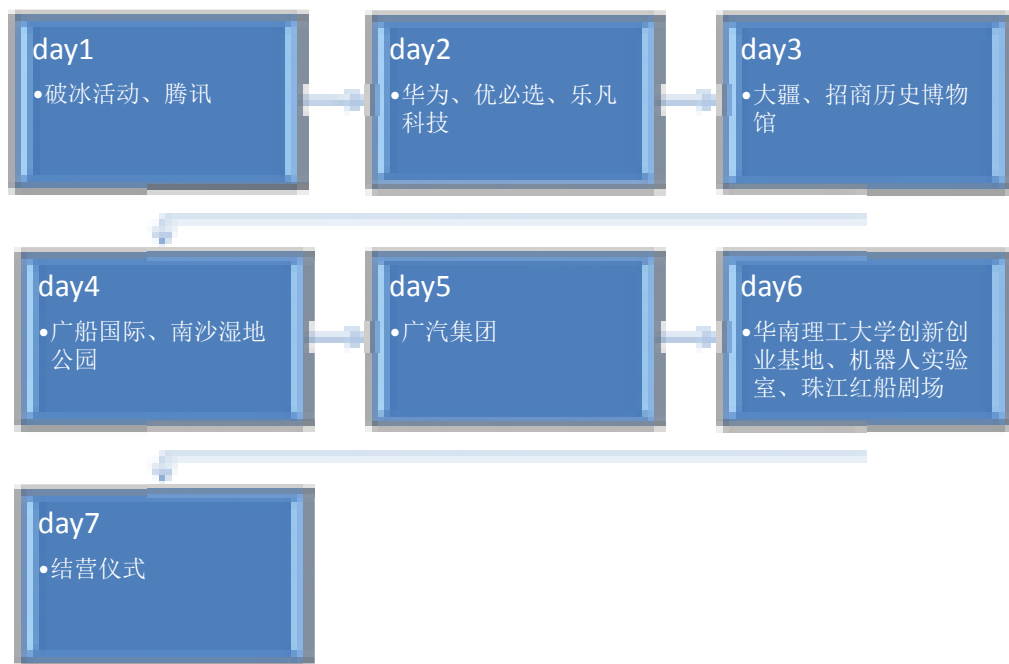 day1
•破冰活动、腾讯
day2
•华为、优必选、乐凡
科技
day3
•大疆、招商历史博物
馆
day4
•广船国际、南沙湿地
公园
day5
•广汽集团
day6
•华南理工大学创新创
业基地、机器人实验
室、珠江红船剧场
day7
•结营仪式